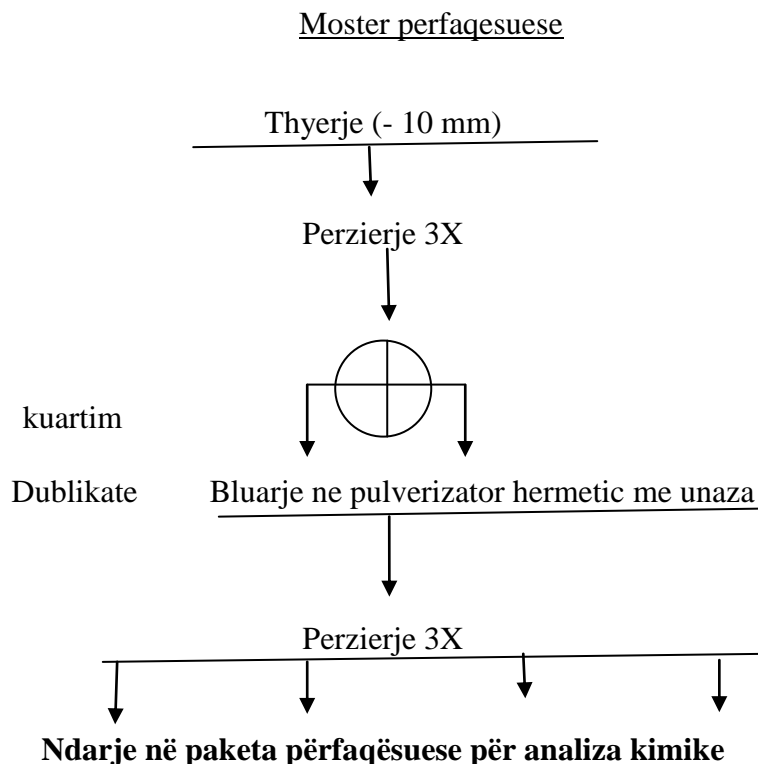 Moster perfaqesuese
Thyerje (- 10 mm)
Perzierje 3X
kuartim
Dublikate Bluarje ne pulverizator hermetic me unaza
Perzierje 3X
Ndarje në paketa përfaqësuese për analiza kimike